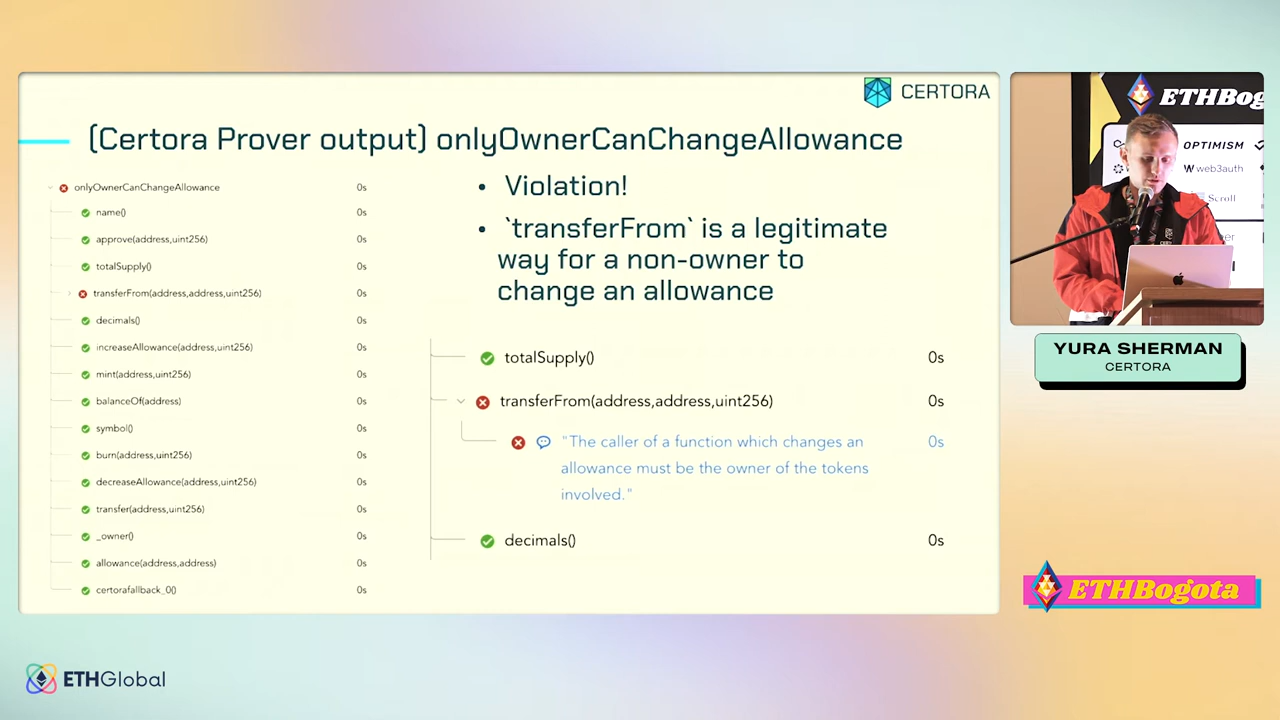 CERTORA
(Certora Prover output) onlyOwnerCanChangeAllowance
onlyOwnerCanChangeAllowance 0s
name() 0s
approve(address,uint256) 0s
totalSupply() 0s
transferFrom(address,address,uint256) 0s
decimals() 0s
increaseAllowance(address,uint256) 0s
mint(address,uint256) 0s
balanceOf(address) 0s
symbol() 0s
burn(address,uint256) 0s
decreaseAllowance(address,uint256) 0s
transfer(address,uint256) 0s
_owner() 0s
allowance(address,address) 0s
certorafallback_0() 0s
• Violation!
• `transferFrom` is a legitimate
way for a non-owner to
change an allowance
totalSupply() 0s
transferFrom(address,address,uint256) 0s
"The caller of a function which changes an 0s
allowance must be the owner of the tokens
involved."
decimals() 0s
ETHBog
OPTIMISM
web3auth
Scroll
YURA SHERMAN
CERTORA
ETHBogota
ETHGlobal